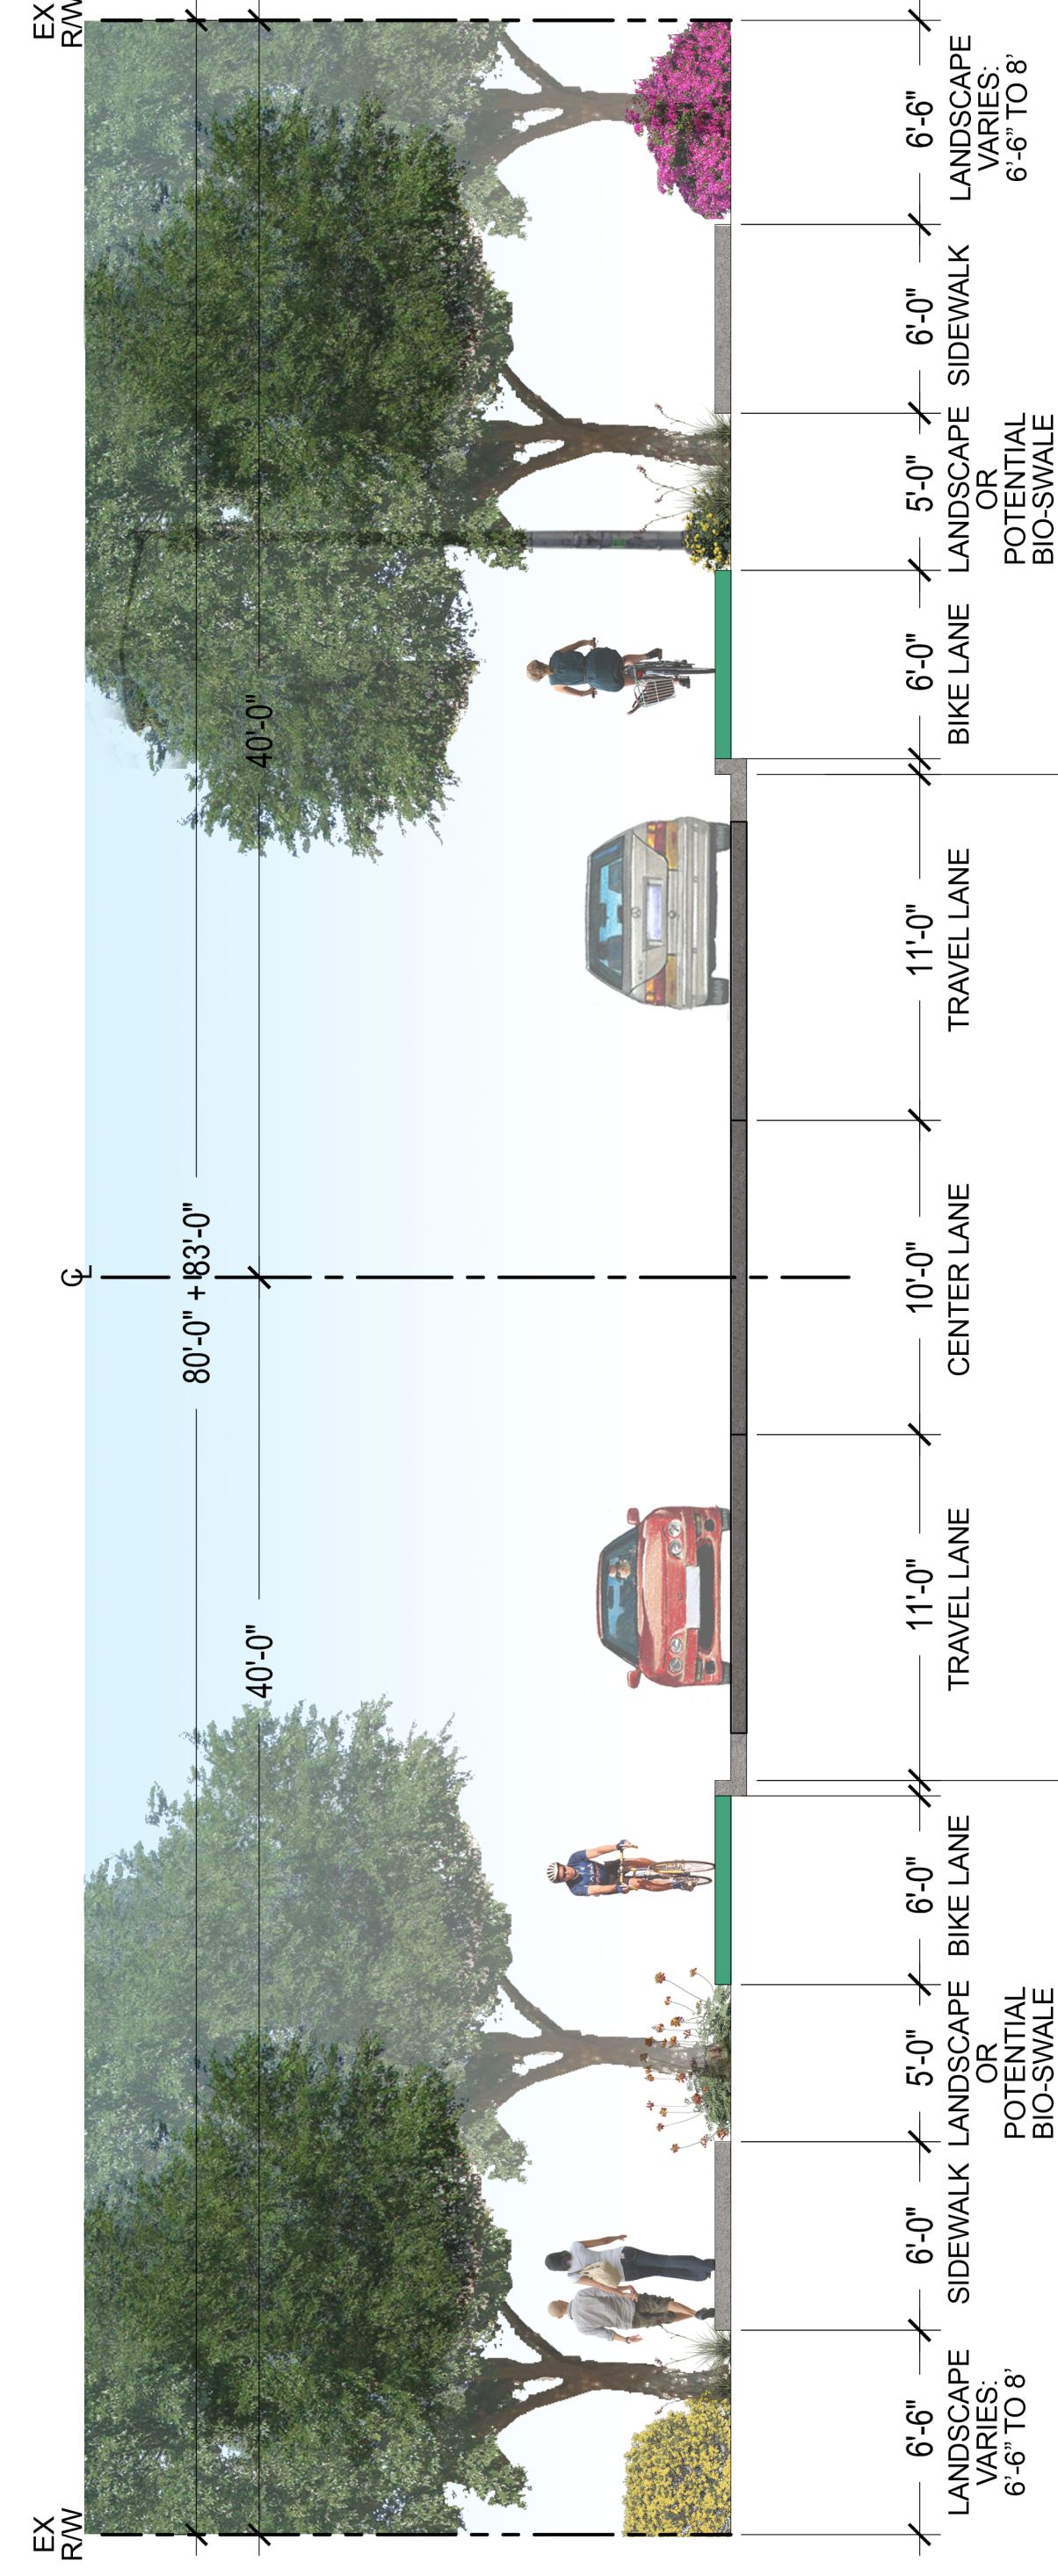 EX
R/W
EX
R/W
℄
80'-0" + 83'-0"
40'-0"
40'-0"
6'-6"
6'-0"
5'-0"
6'-0"
11'-0"
10'-0"
11'-0"
6'-0"
5'-0"
6'-0"
6'-6"
LANDSCAPE
VARIES:
6'-6" TO 8'
SIDEWALK
LANDSCAPE
OR
POTENTIAL
BIO-SWALE
BIKE LANE
TRAVEL LANE
CENTER LANE
TRAVEL LANE
BIKE LANE
LANDSCAPE
OR
POTENTIAL
BIO-SWALE
SIDEWALK
LANDSCAPE
VARIES:
6'-6" TO 8'